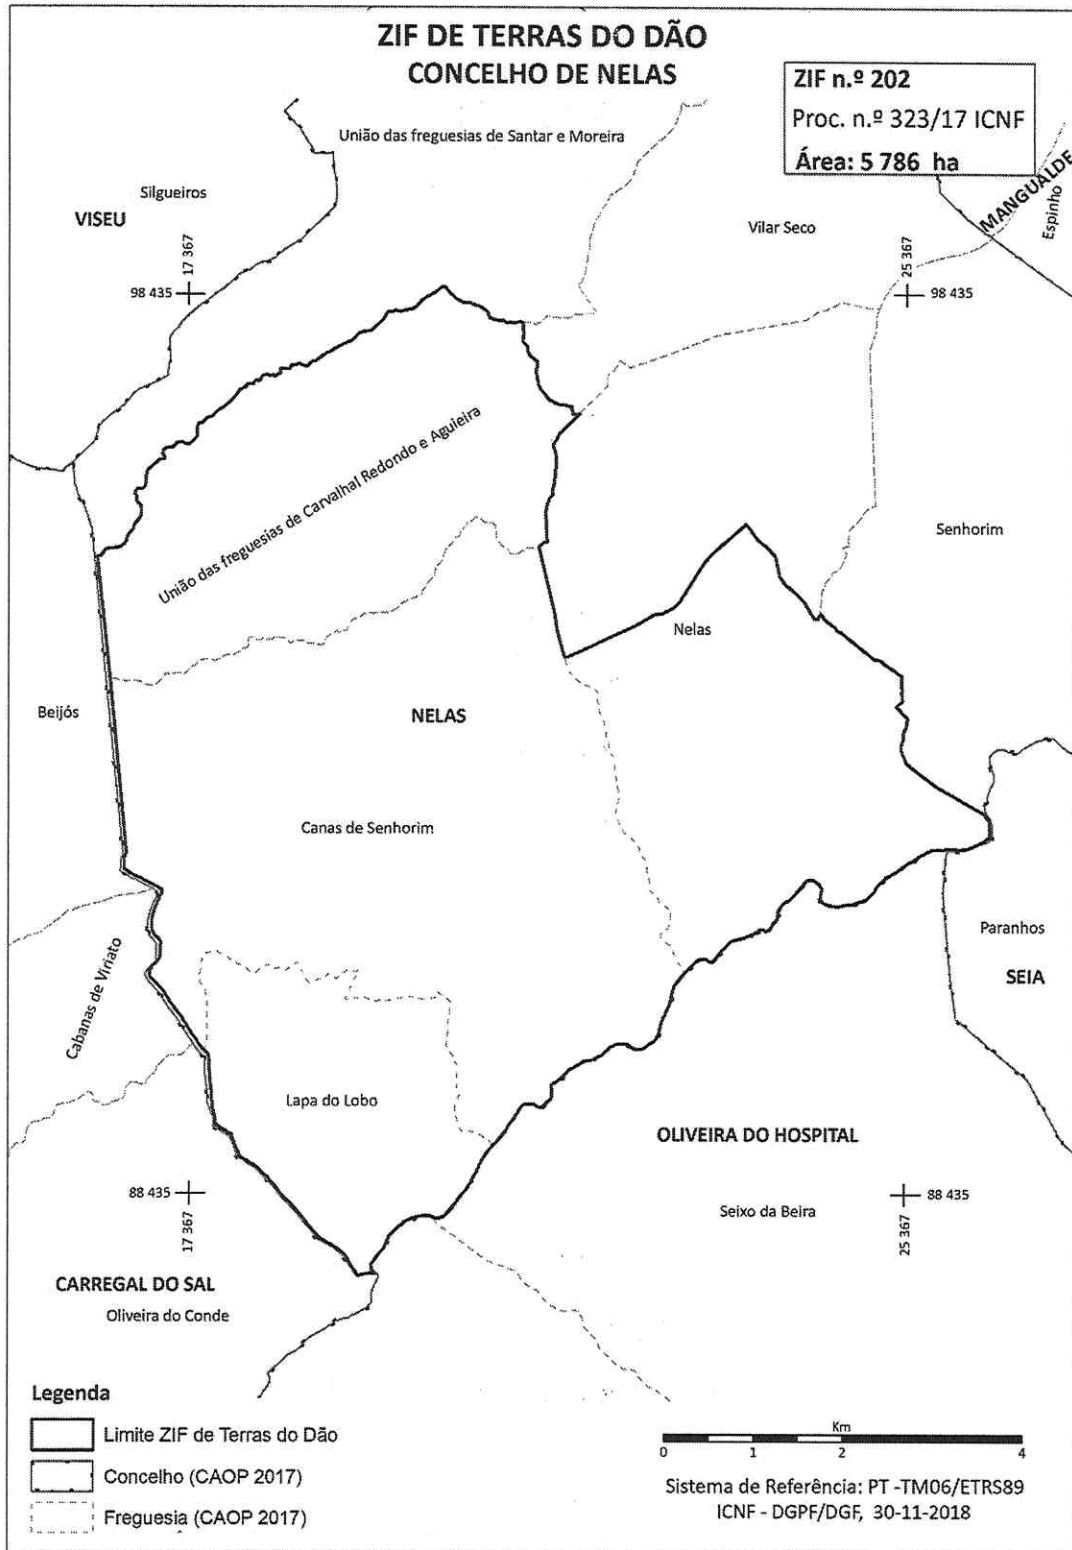 ZIF DE TERRAS DO DÃO
CONCELHO DE NELAS
ZIF n.º 202
Proc. n.º 323/17 ICNF
Área: 5 786 ha
União das freguesias de Santar e Moreira
MANGUALDE
Espinho
Silgueiros
VISEU
Vilar Seco
17 367
98 435
25 367
98 435
União das freguesias de Carvalhal Redondo e Aguieira
Senhorim
Nelas
Beijós
NELAS
Canas de Senhorim
Paranhos
SEIA
Cabanas de Viriato
Lapa do Lobo
OLIVEIRA DO HOSPITAL
88 435
17 367
88 435
25 367
Seixo da Beira
CARREGAL DO SAL
Oliveira do Conde
Legenda
Limite ZIF de Terras do Dão
Concelho (CAOP 2017)
Freguesia (CAOP 2017)
Km
0 1 2 4
Sistema de Referência: PT -TM06/ETRS89
ICNF - DGPF/DGF, 30-11-2018